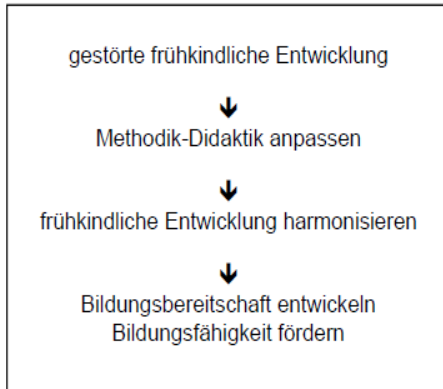 gestörte frühkindliche Entwicklung
Methodik-Didaktik anpassen
frühkindliche Entwicklung harmonisieren
Bildungsbereitschaft entwickeln
Bildungsfähigkeit fördern